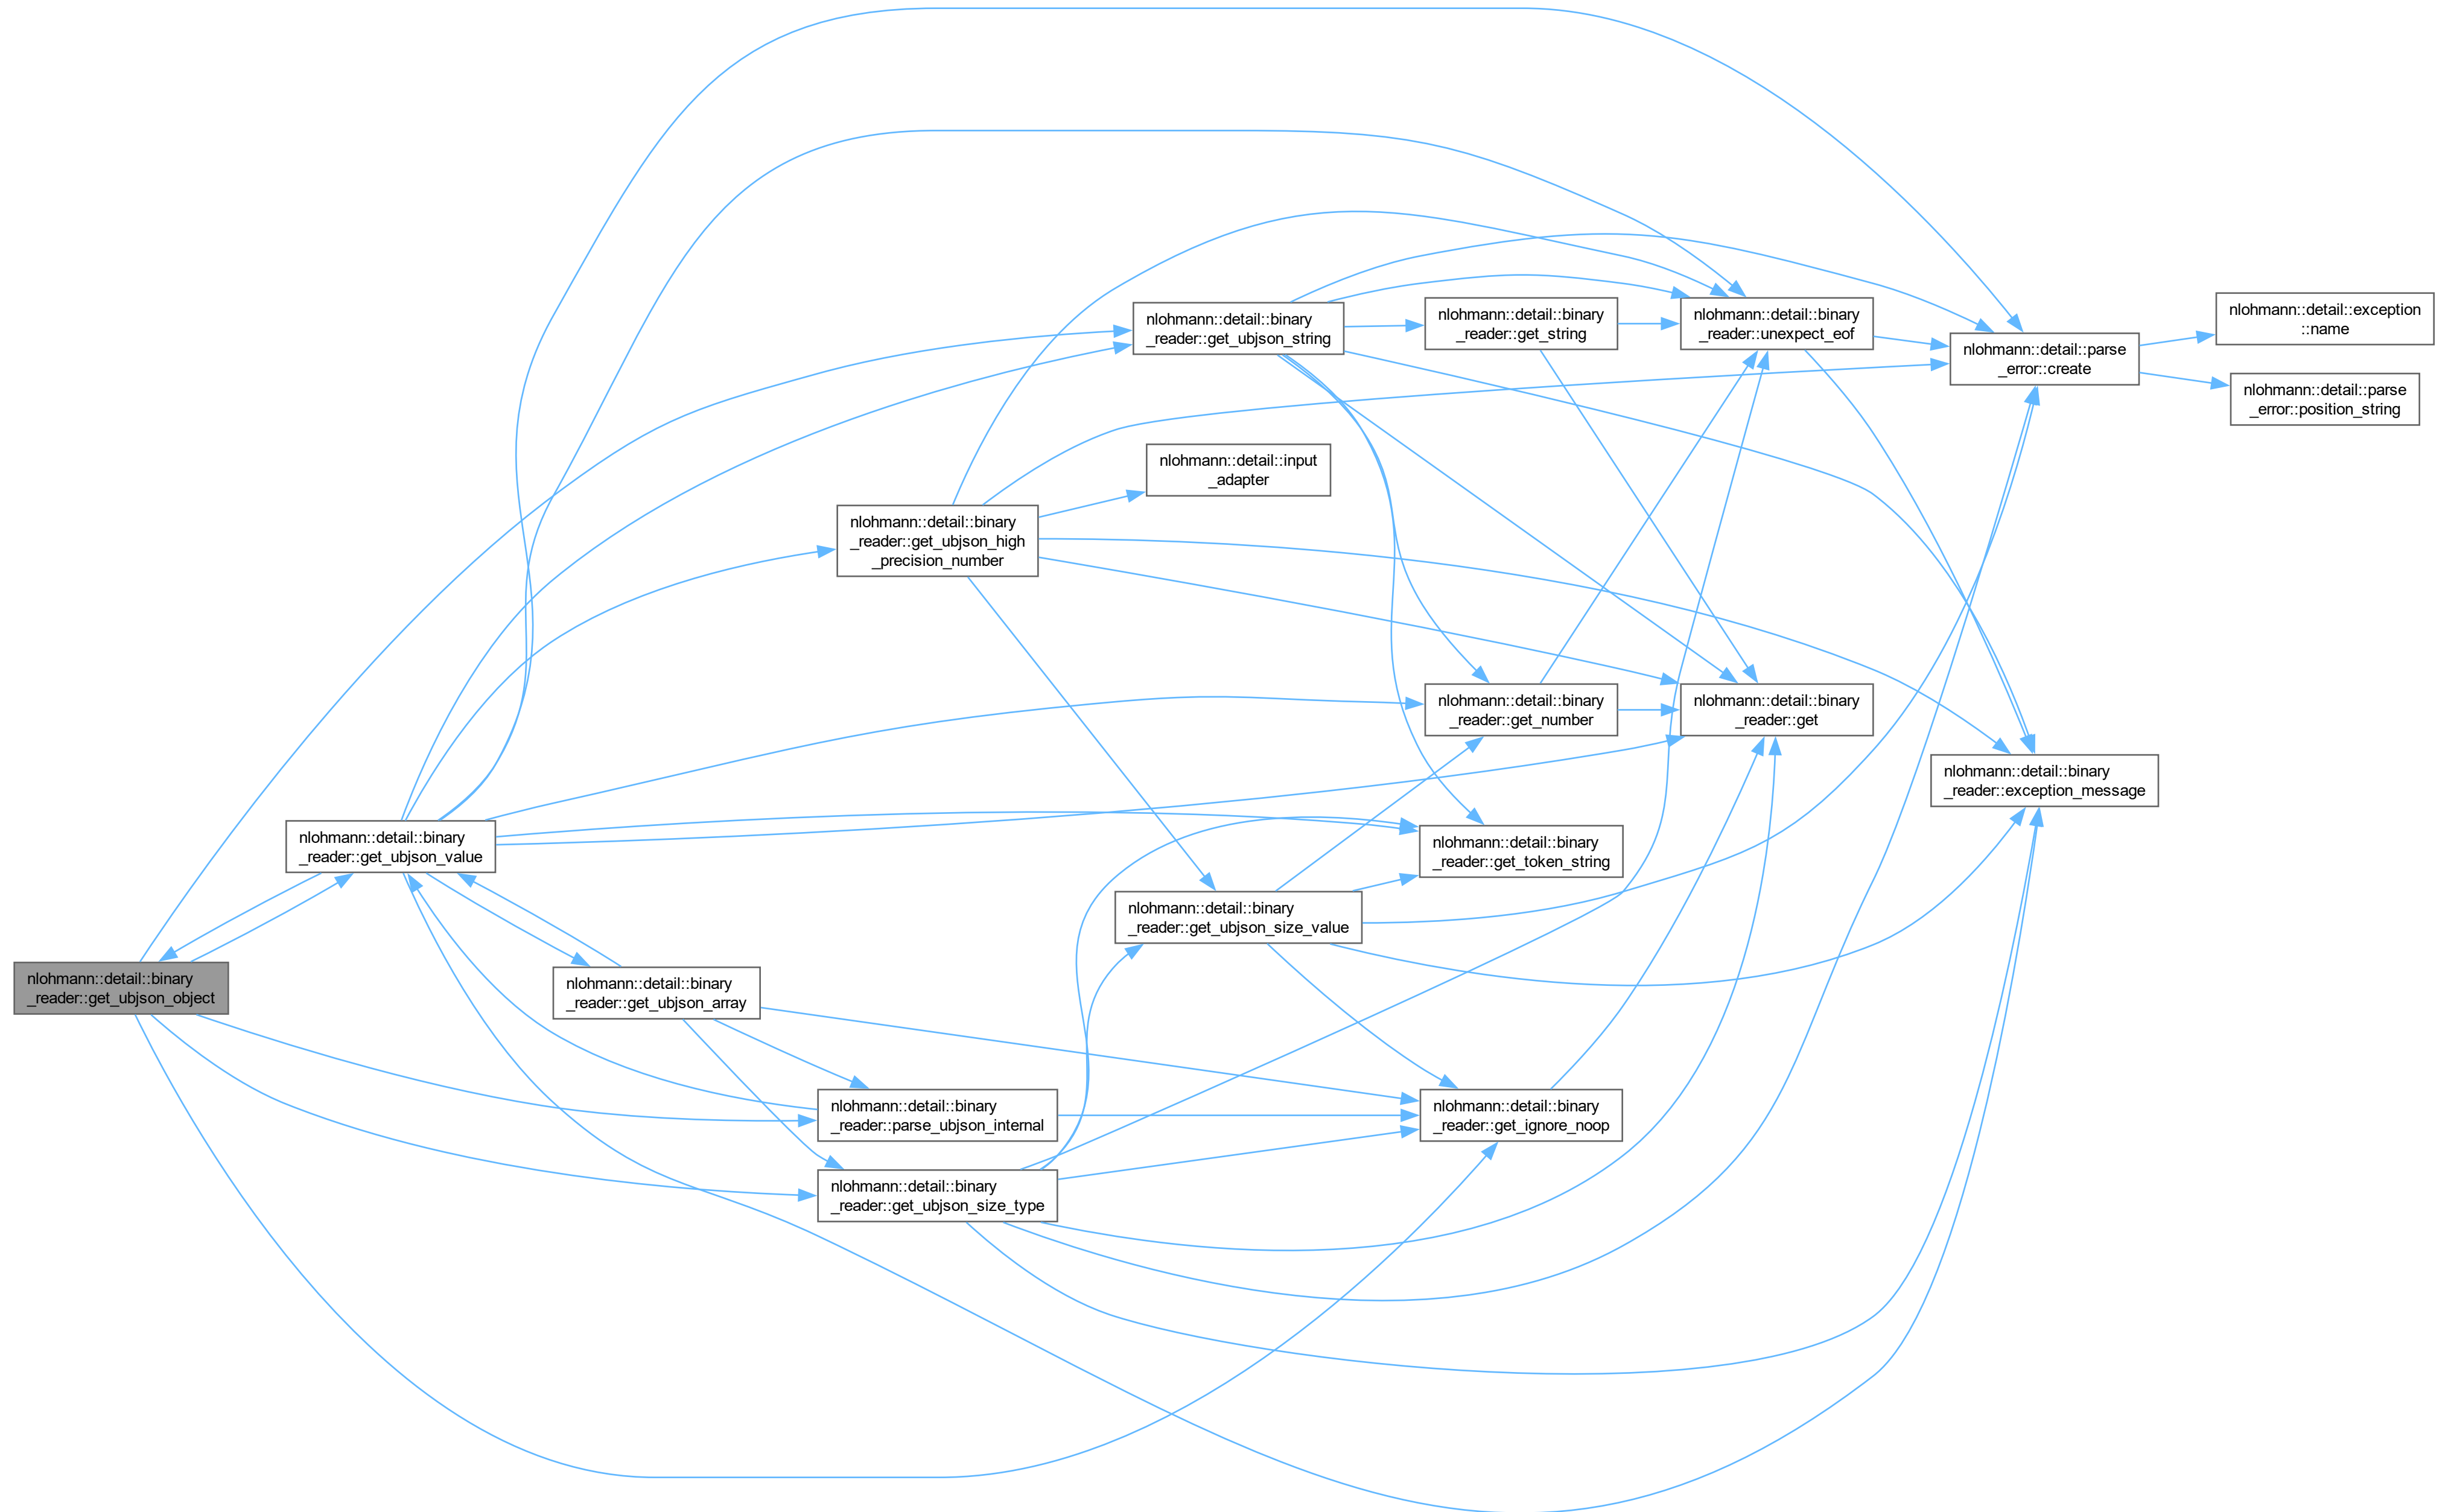 nlohmann::detail::binary
_reader::get_ubjson_object
nlohmann::detail::binary
_reader::get_ubjson_value
nlohmann::detail::binary
_reader::get_ubjson_array
nlohmann::detail::binary
_reader::get_ubjson_high
_precision_number
nlohmann::detail::binary
_reader::parse_ubjson_internal
nlohmann::detail::binary
_reader::get_ubjson_size_type
nlohmann::detail::binary
_reader::get_ubjson_string
nlohmann::detail::input
_adapter
nlohmann::detail::binary
_reader::get_ubjson_size_value
nlohmann::detail::binary
_reader::get_string
nlohmann::detail::binary
_reader::get_number
nlohmann::detail::binary
_reader::get_token_string
nlohmann::detail::binary
_reader::get_ignore_noop
nlohmann::detail::binary
_reader::unexpect_eof
nlohmann::detail::binary
_reader::get
nlohmann::detail::parse
_error::create
nlohmann::detail::binary
_reader::exception_message
nlohmann::detail::exception
::name
nlohmann::detail::parse
_error::position_string